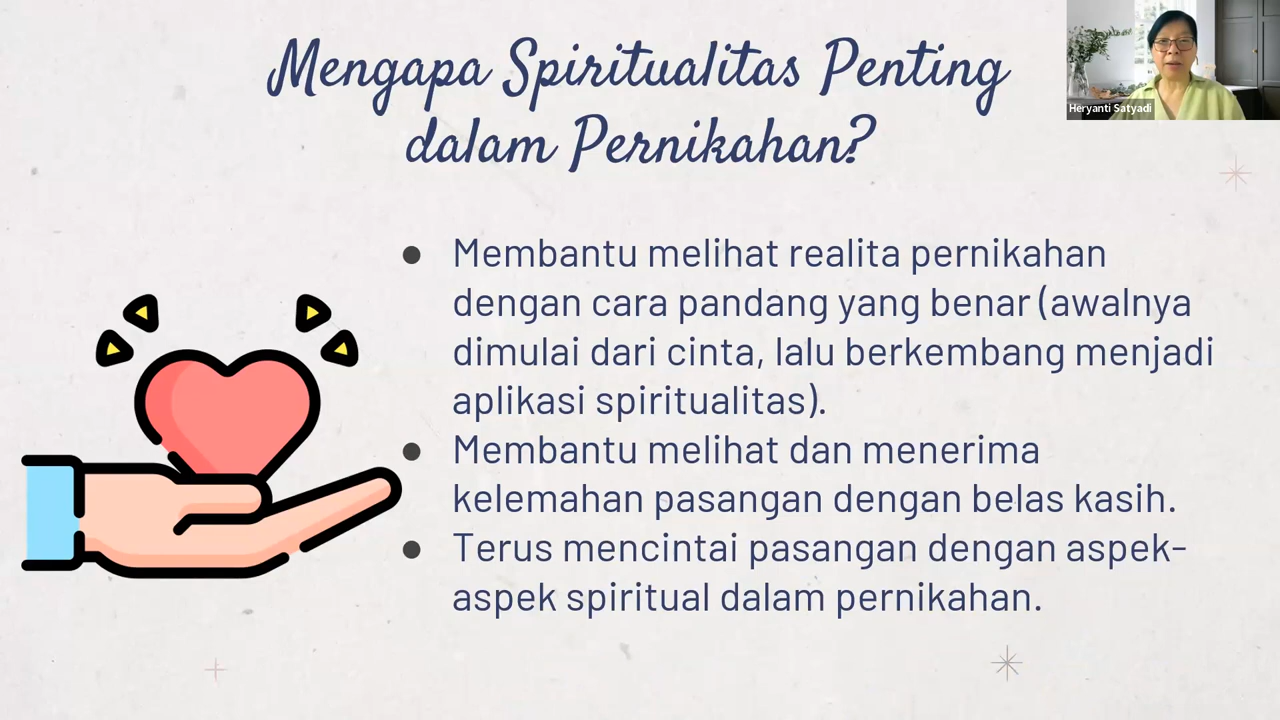 Mengapa Spiritualitas Penting
dalam Pernikahan?
Heryanti Satyadi
● Membantu melihat realita pernikahan
dengan cara pandang yang benar (awalnya
dimulai dari cinta, lalu berkembang menjadi
aplikasi spiritualitas).
● Membantu melihat dan menerima
kelemahan pasangan dengan belas kasih.
● Terus mencintai pasangan dengan aspek-
aspek spiritual dalam pernikahan.